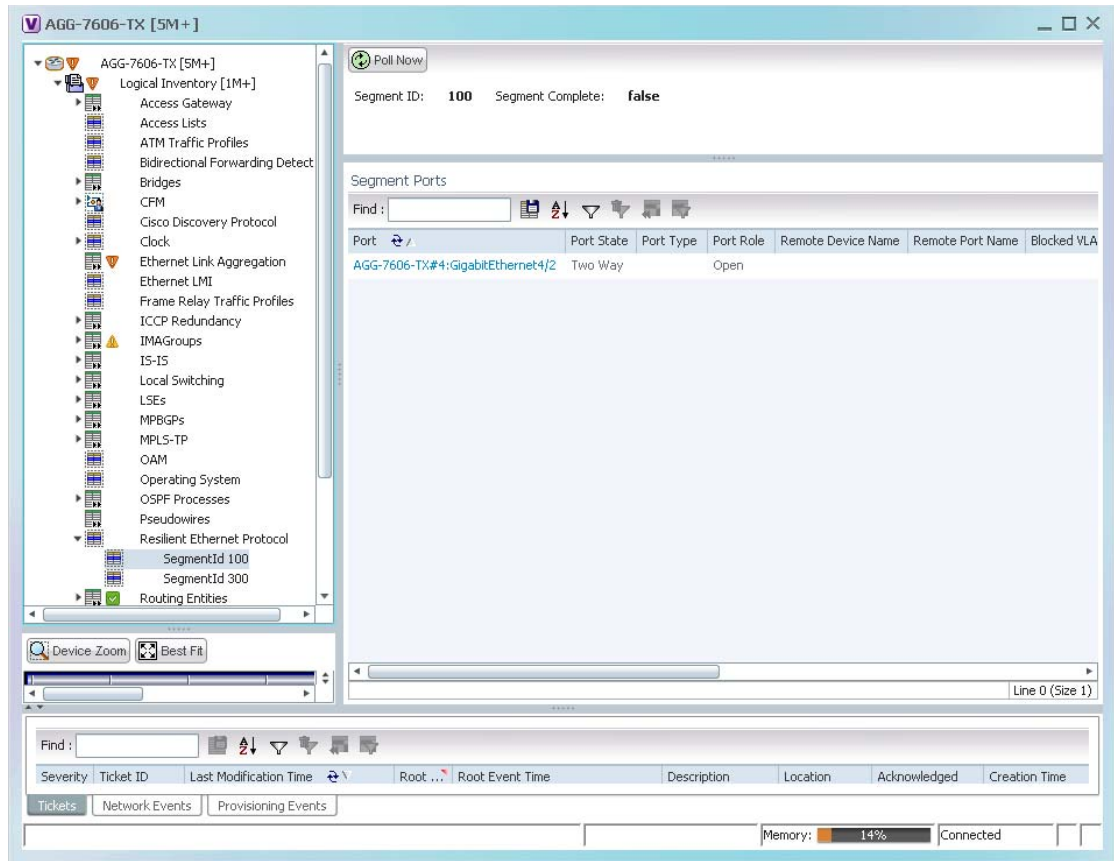 AGG-7606-TX [5M+]
AGG-7606-TX [5M+]
Logical Inventory [1M+]
Access Gateway
Access Lists
ATM Traffic Profiles
Bidirectional Forwarding Detect
Bridges
CFM
Cisco Discovery Protocol
Clock
Ethernet Link Aggregation
Ethernet LMI
Frame Relay Traffic Profiles
ICCP Redundancy
IMAGroups
IS-IS
Local Switching
LSEs
MPBGPs
MPLS-TP
OAM
Operating System
OSPF Processes
Pseudowires
Resilient Ethernet Protocol
SegmentId 100
SegmentId 300
Routing Entities
Device Zoom Best Fit
Poll Now
Segment ID: 100 Segment Complete: false
Segment Ports
Find :
Port Port State Port Type Port Role Remote Device Name Remote Port Name Blocked VLA
AGG-7606-TX#4:GigabitEthernet4/2 Two Way Open
Line 0 (Size 1)
Find :
Severity Ticket ID Last Modification Time Root ... Root Event Time Description Location Acknowledged Creation Time
Tickets Network Events Provisioning Events
Memory: 14% Connected